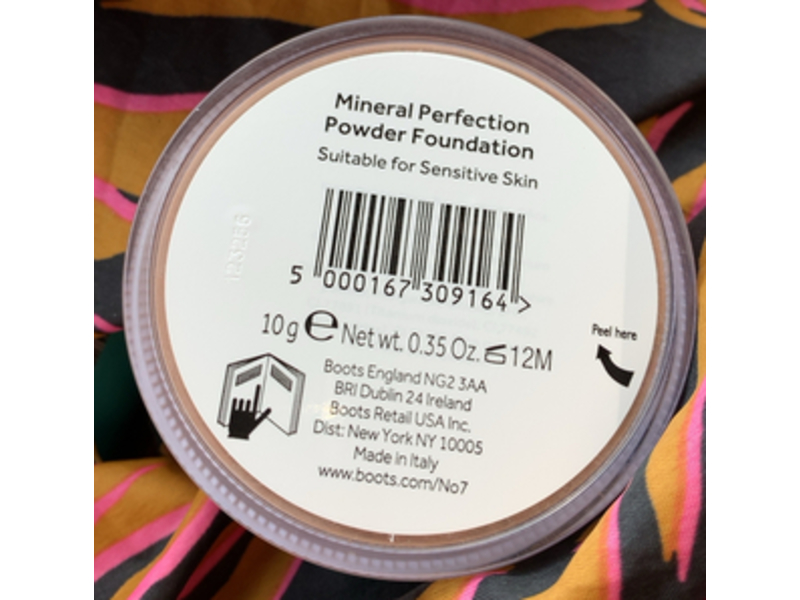 Mineral Perfection
Powder Foundation
Suitable for Sensitive Skin
5 000167 309164 >
10 g ℮ Net wt. 0.35 Oz. 12M
Boots England NG2 3AA
BRI Dublin 24 Ireland
Boots Retail USA Inc.
Dist: New York NY 10005
Made in Italy
www.boots.com/No7
Peel here